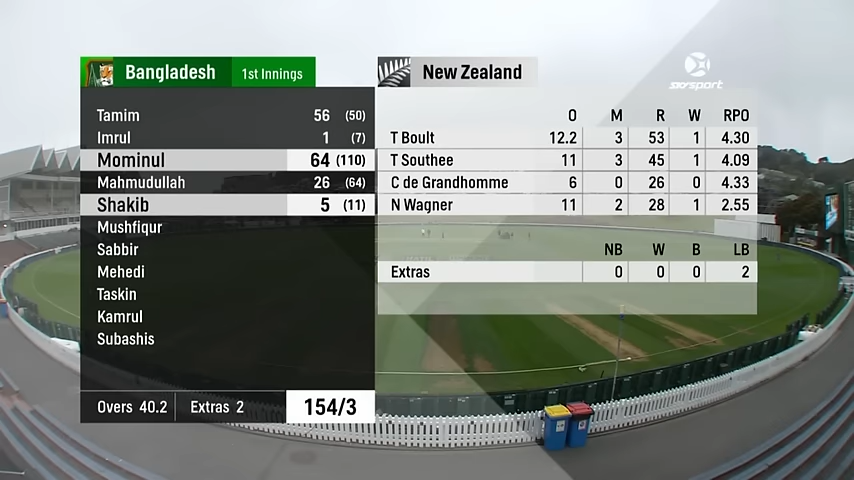 Bangladesh 1st Innings
Tamim 56 (50)
Imrul 1 (7)
Mominul 64 (110)
Mahmudullah 26 (64)
Shakib 5 (11)
Mushfiqur
Sabbir
Mehedi
Taskin
Kamrul
Subashis
Overs 40.2 Extras 2 154/3
New Zealand
O M R W RPO
T Boult 12.2 3 53 1 4.30
T Southee 11 3 45 1 4.09
C de Grandhomme 6 0 26 0 4.33
N Wagner 11 2 28 1 2.55
NB W B LB
Extras 0 0 0 2
sky sport